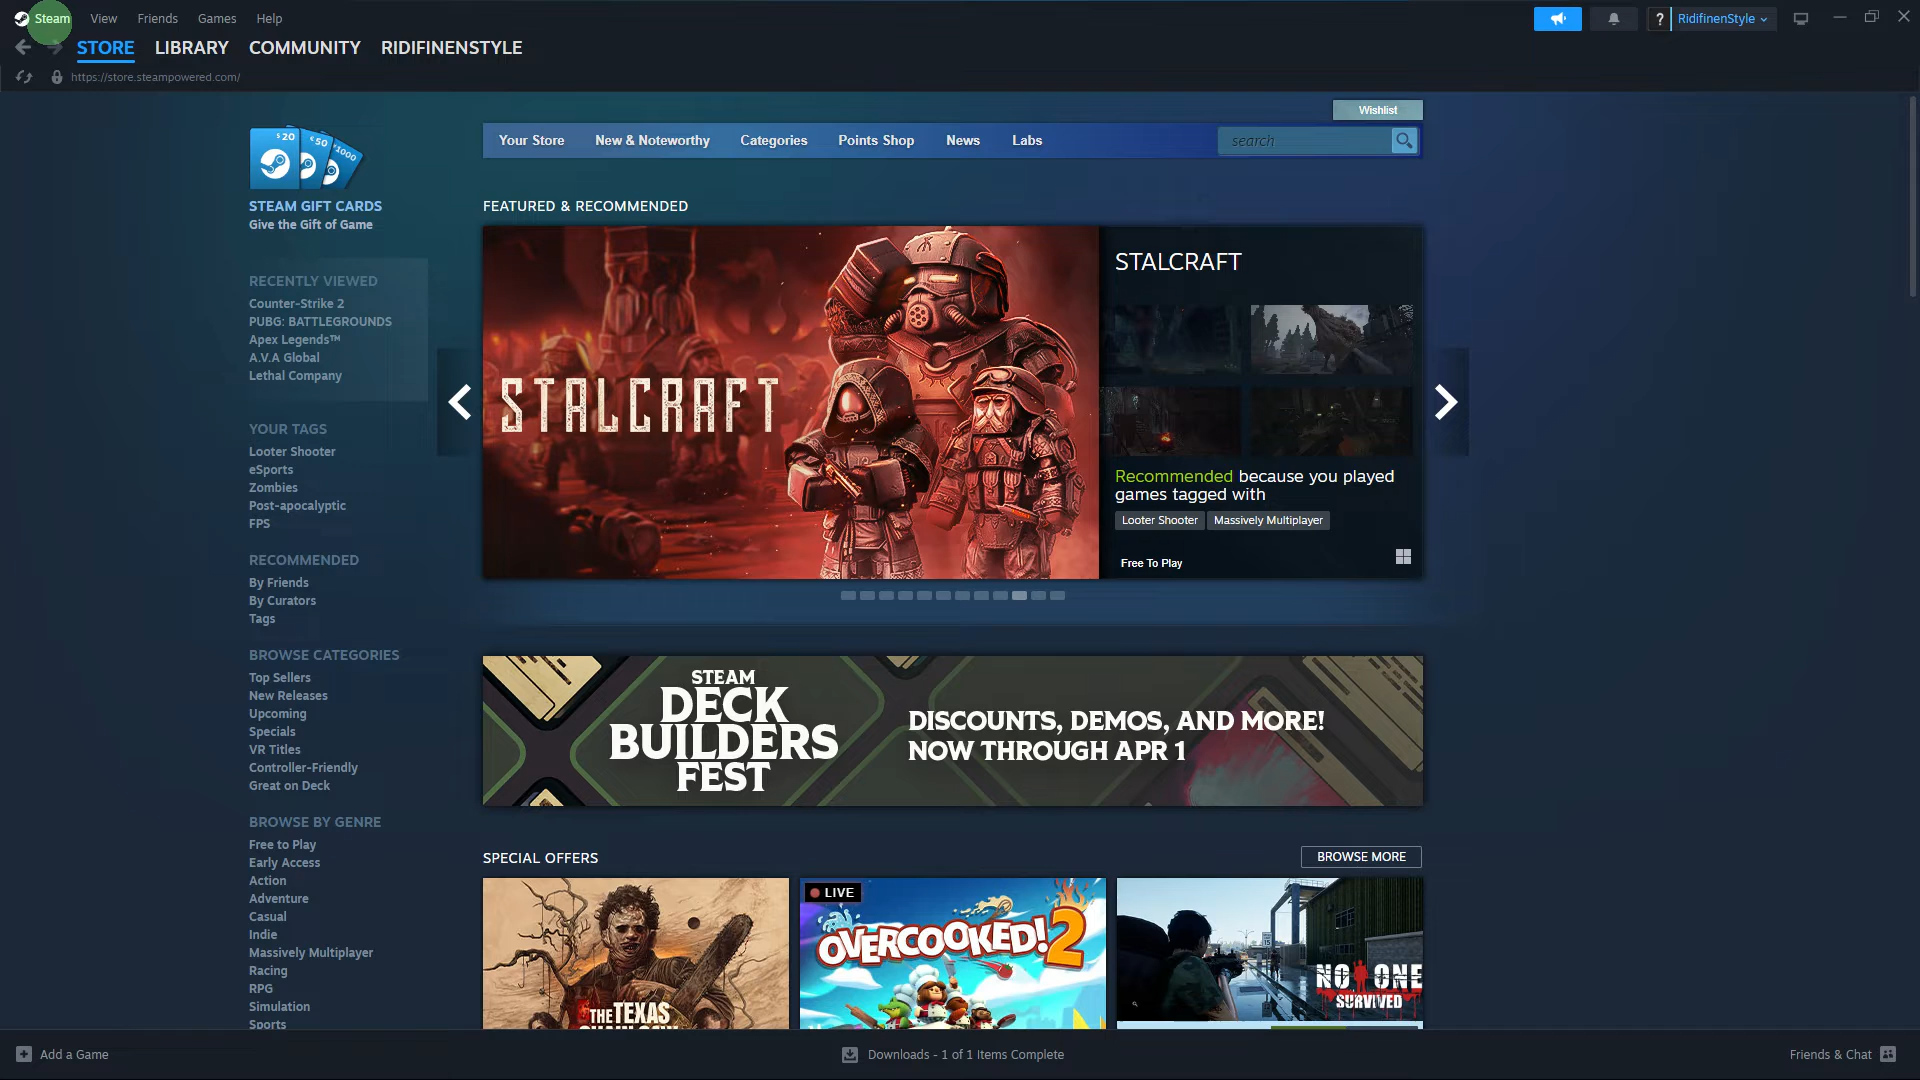 Steam
View
Friends
Games
Help
RidifinenStyle
STORE
LIBRARY
COMMUNITY
RIDIFINENSTYLE
https://store.steampowered.com/
$20
€50
¥1000
STEAM GIFT CARDS
Give the Gift of Game
RECENTLY VIEWED
Counter-Strike 2
PUBG: BATTLEGROUNDS
Apex Legends™
A.V.A Global
Lethal Company
YOUR TAGS
Looter Shooter
eSports
Zombies
Post-apocalyptic
FPS
RECOMMENDED
By Friends
By Curators
Tags
BROWSE CATEGORIES
Top Sellers
New Releases
Upcoming
Specials
VR Titles
Controller-Friendly
Great on Deck
BROWSE BY GENRE
Free to Play
Early Access
Action
Adventure
Casual
Indie
Massively Multiplayer
Racing
RPG
Simulation
Sports
Wishlist
Your Store
New & Noteworthy
Categories
Points Shop
News
Labs
search
FEATURED & RECOMMENDED
STALCRAFT
STALCRAFT
Recommended because you played
games tagged with
Looter Shooter
Massively Multiplayer
Free To Play
STEAM
DECK
BUILDERS
FEST
DISCOUNTS, DEMOS, AND MORE!
NOW THROUGH APR 1
SPECIAL OFFERS
BROWSE MORE
THE TEXAS
LIVE
OVERCOOKED! 2
NO ONE
SURVIVED
Add a Game
Downloads - 1 of 1 Items Complete
Friends & Chat